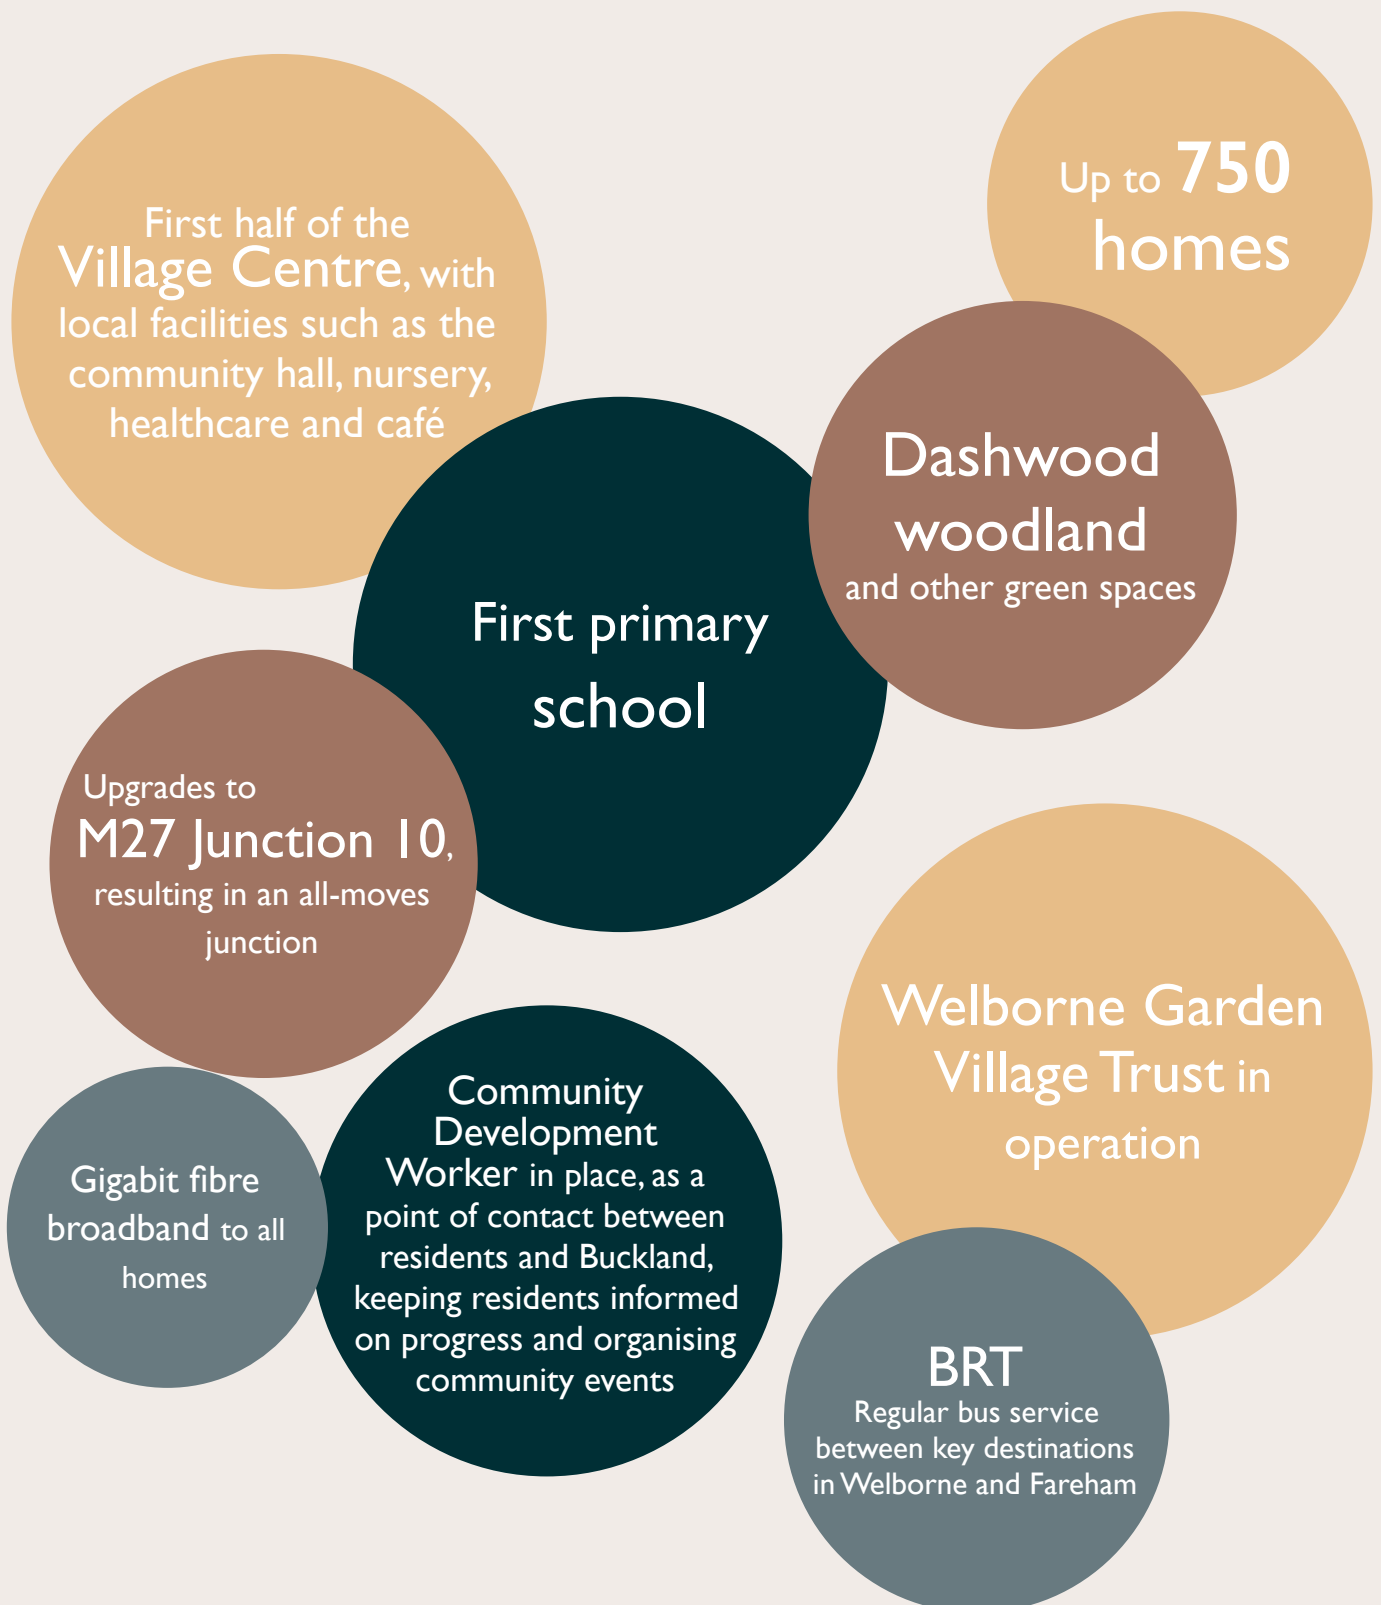 First half of the
Village Centre, with
local facilities such as the
community hall, nursery,
healthcare and café
Up to 750
homes
Dashwood
woodland
and other green spaces
First primary
school
Upgrades to
M27 Junction 10,
resulting in an all-moves
junction
Welborne Garden
Village Trust in
operation
Community
Development
Worker in place, as a
point of contact between
residents and Buckland,
keeping residents informed
on progress and organising
community events
Gigabit fibre
broadband to all
homes
BRT
Regular bus service
between key destinations
in Welborne and Fareham